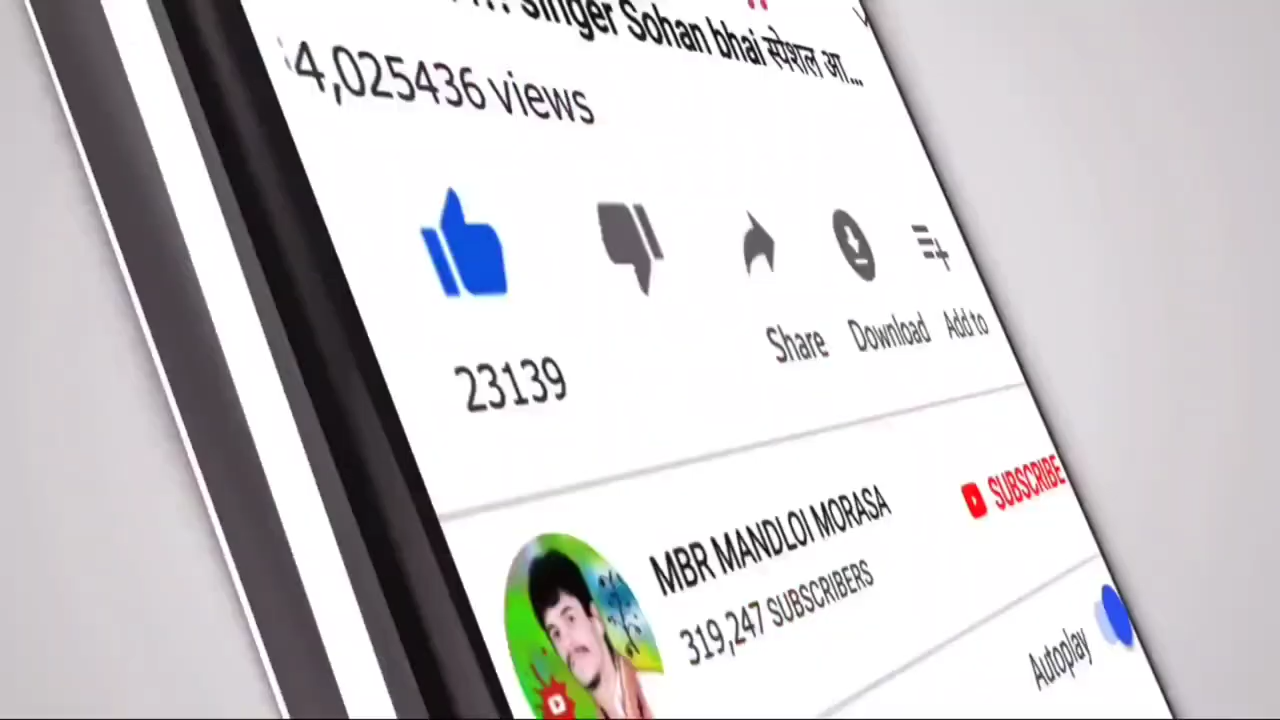 singer Sohan bhai स्पेशल आ...
4,025436 views
23139
Share Download Add to
MBR MANDLOI MORASA
SUBSCRIBE
319,247 SUBSCRIBERS
Autoplay